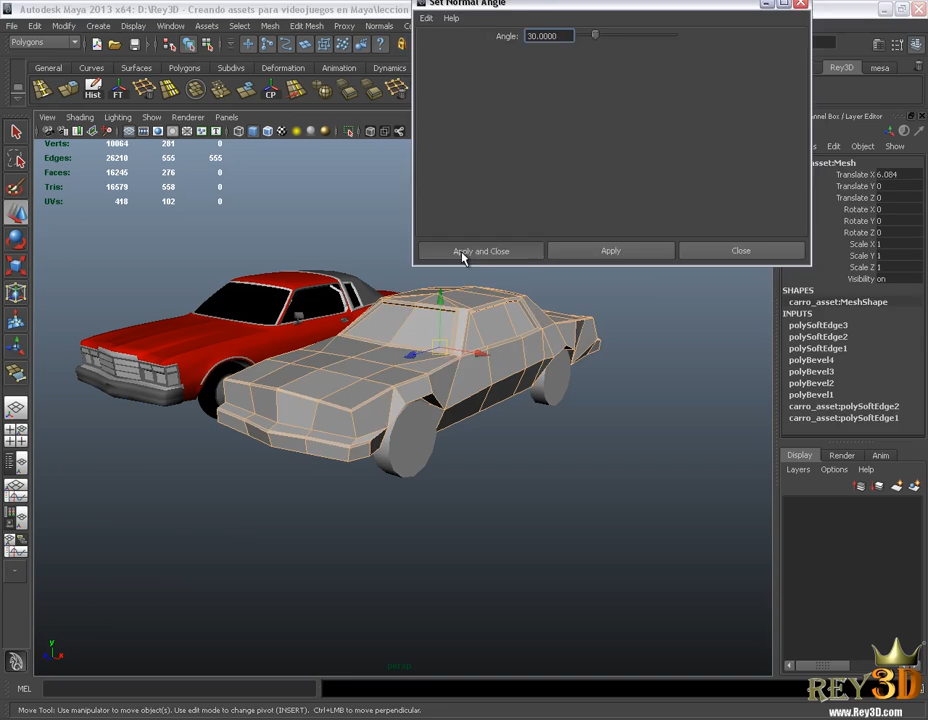 Autodesk Maya 2013 x64: D:\Rey3D - Creando assets para videojuegos en Maya\leccion
Set Normal Angle
File Edit Modify Create Display Window Assets Select Mesh Edit Mesh Proxy Normals
Edit Help
Polygons
Angle: 30.0000
General Curves Surfaces Polygons Subdivs Deformation Animation
Rey3D mesa
Hist FT CP
View Shading Lighting Show Renderer Panels
Channel Box / Layer Editor
Verts: 10064 281 0
Edges: 26210 555 555
Faces: 16245 276 0
Tris: 16579 558 0
UVs: 418 102 0
Edit Object Show
carro_asset:Mesh
Translate X 6.084
Translate Y 0
Translate Z 0
Rotate X 0
Rotate Y 0
Rotate Z 0
Scale X 1
Scale Y 1
Scale Z 1
Visibility on
Apply and Close Apply Close
SHAPES
carro_asset:MeshShape
INPUTS
polySoftEdge3
polySoftEdge2
polySoftEdge1
polyBevel4
polyBevel3
polyBevel2
polyBevel1
carro_asset:polySoftEdge2
carro_asset:polySoftEdge1
Display Render Anim
Layers Options Help
y
x
persp
MEL
REY3D
www.Rey3D.com
Move Tool: Use manipulator to move object(s). Use edit mode to change pivot (INSERT). Ctrl+LMB to move perpendicular.